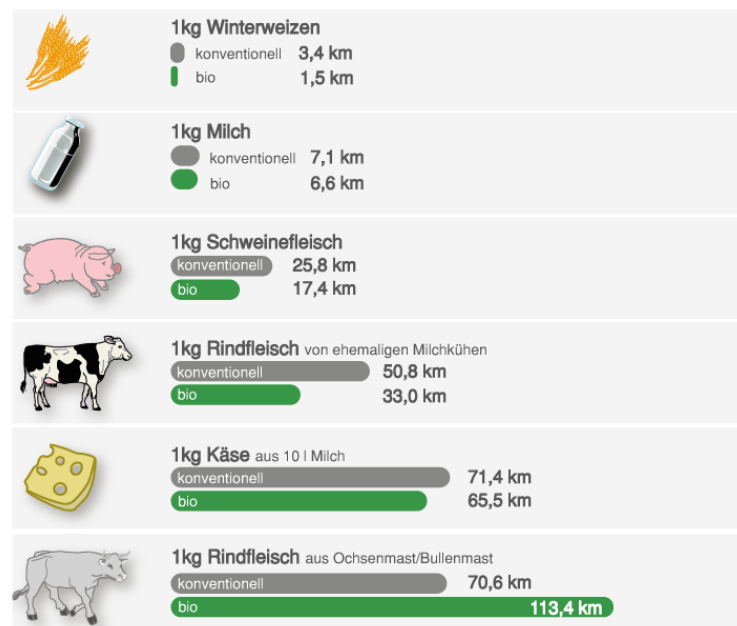 1kg Winterweizen
konventionell 3,4 km
bio 1,5 km
1kg Milch
konventionell 7,1 km
bio 6,6 km
1kg Schweinefleisch
konventionell 25,8 km
bio 17,4 km
1kg Rindfleisch von ehemaligen Milchkühen
konventionell 50,8 km
bio 33,0 km
1kg Käse aus 10 l Milch
konventionell 71,4 km
bio 65,5 km
1kg Rindfleisch aus Ochsenmast/Bullenmast
konventionell 70,6 km
bio 113,4 km